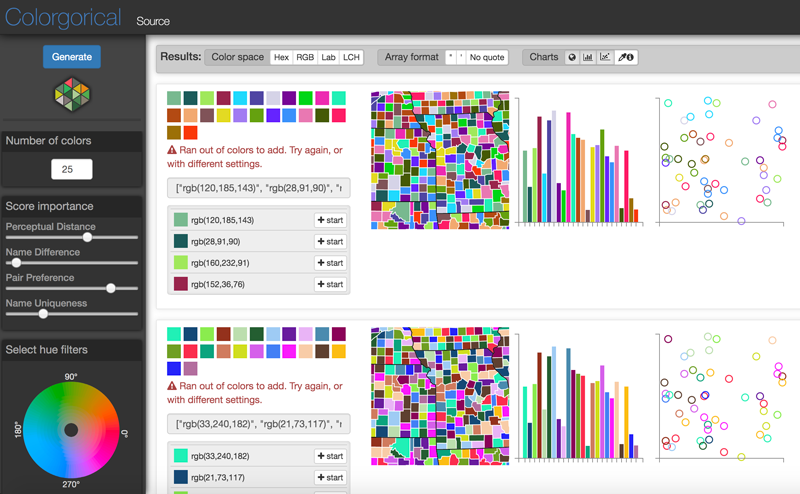 Colorgorical Source
Generate
Number of colors
25
Score importance
Perceptual Distance
Name Difference
Pair Preference
Name Uniqueness
Select hue filters
90°
180°
0°
270°
Results: Color space Hex RGB Lab LCH Array format " ' No quote Charts
Ran out of colors to add. Try again, or
with different settings.
["rgb(120,185,143)", "rgb(28,91,90)", "r
rgb(120,185,143) + start
rgb(28,91,90) + start
rgb(160,232,91) + start
rgb(152,36,76) + start
Ran out of colors to add. Try again, or
with different settings.
["rgb(33,240,182)", "rgb(21,73,117)", "r
rgb(33,240,182) + start
rgb(21,73,117) + start